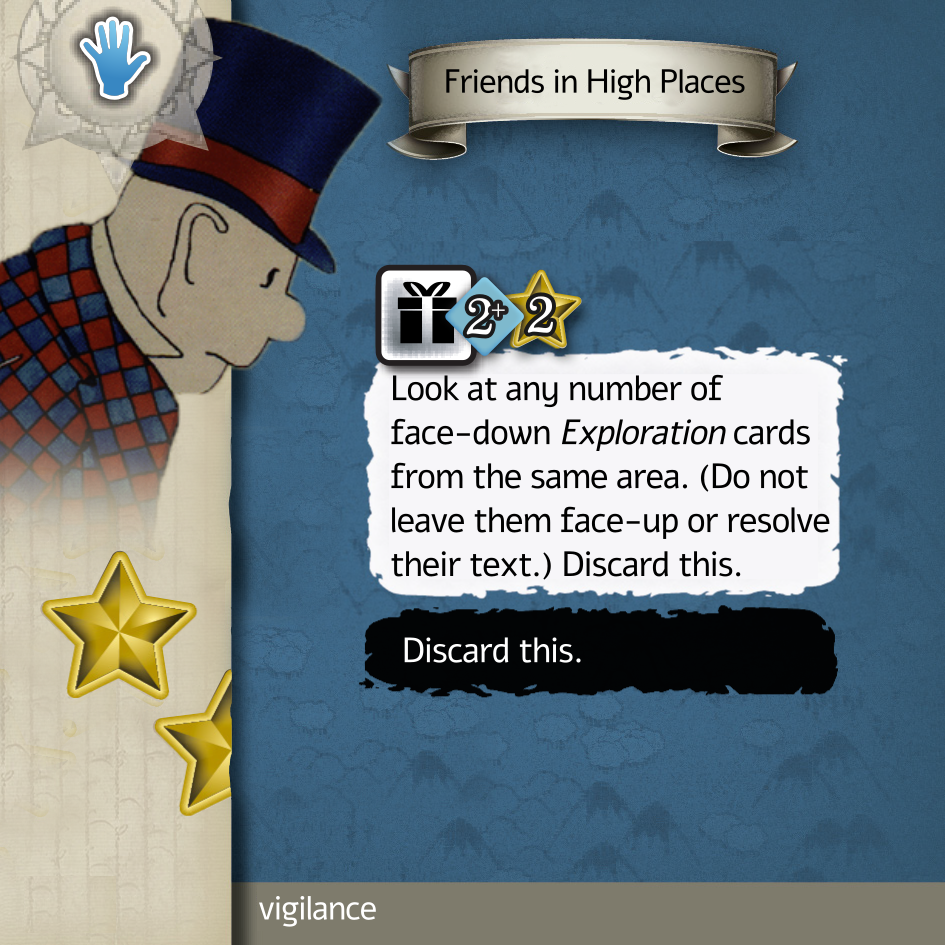 Friends in High Places
2+ 2
Look at any number of
face-down Exploration cards
from the same area. (Do not
leave them face-up or resolve
their text.) Discard this.
Discard this.
vigilance